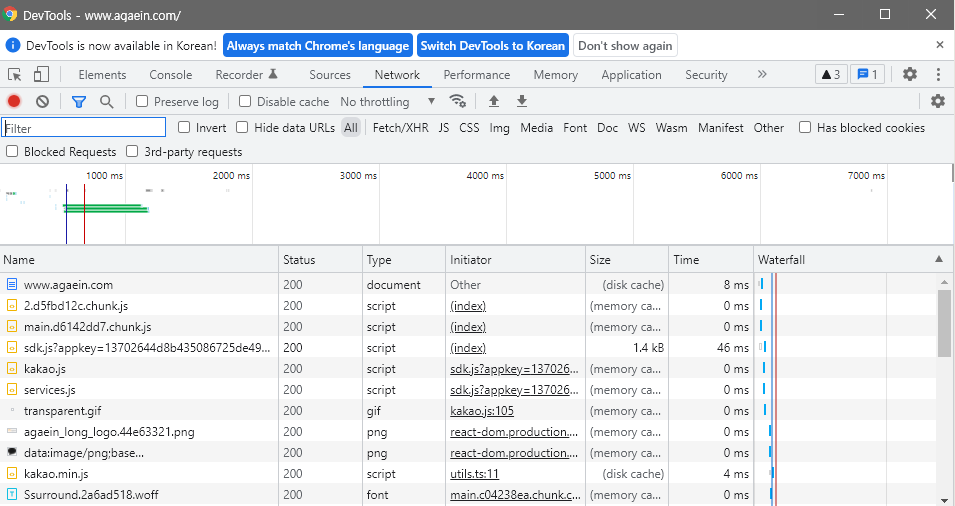 DevTools - www.agaein.com/
DevTools is now available in Korean! Always match Chrome's language Switch DevTools to Korean Don't show again
Elements Console Recorder Sources Network Performance Memory Application Security » 3 1
Preserve log Disable cache No throttling
Filter Invert Hide data URLs All Fetch/XHR JS CSS Img Media Font Doc WS Wasm Manifest Other Has blocked cookies
Blocked Requests 3rd-party requests
1000 ms 2000 ms 3000 ms 4000 ms 5000 ms 6000 ms 7000 ms
Name Status Type Initiator Size Time Waterfall
www.agaein.com 200 document Other (disk cache) 8 ms
2.d5fbd12c.chunk.js 200 script (index) (memory ca... 0 ms
main.d6142dd7.chunk.js 200 script (index) (memory ca... 0 ms
sdk.js?appkey=13702644d8b435086725de49... 200 script (index) 1.4 kB 46 ms
kakao.js 200 script sdk.js?appkey=137026... (memory ca... 0 ms
services.js 200 script sdk.js?appkey=137026... (memory ca... 0 ms
transparent.gif 200 gif kakao.js:105 (memory ca... 0 ms
agaein_long_logo.44e63321.png 200 png react-dom.production.... (memory ca... 0 ms
data:image/png;base... 200 png react-dom.production.... (memory ca... 0 ms
kakao.min.js 200 script utils.ts:11 (disk cache) 4 ms
Ssurround.2a6ad518.woff 200 font main.c04238ea.chunk.c... (memory ca... 0 ms